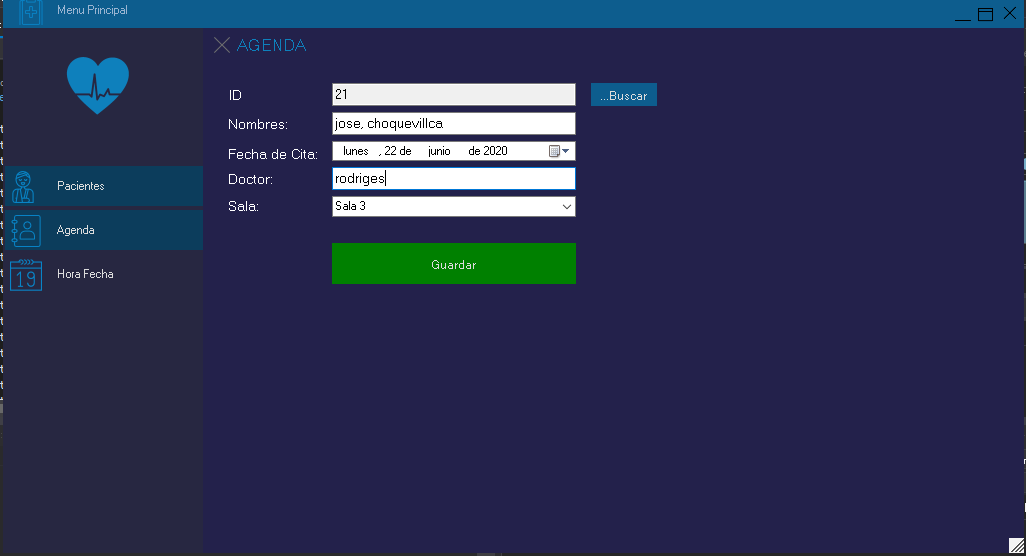 Menu Principal
AGENDA
ID
21
...Buscar
Nombres:
jose, choquevillca
Fecha de Cita:
lunes , 22 de junio de 2020
Doctor:
rodriges
Sala:
Sala 3
Guardar
Pacientes
Agenda
19
Hora Fecha